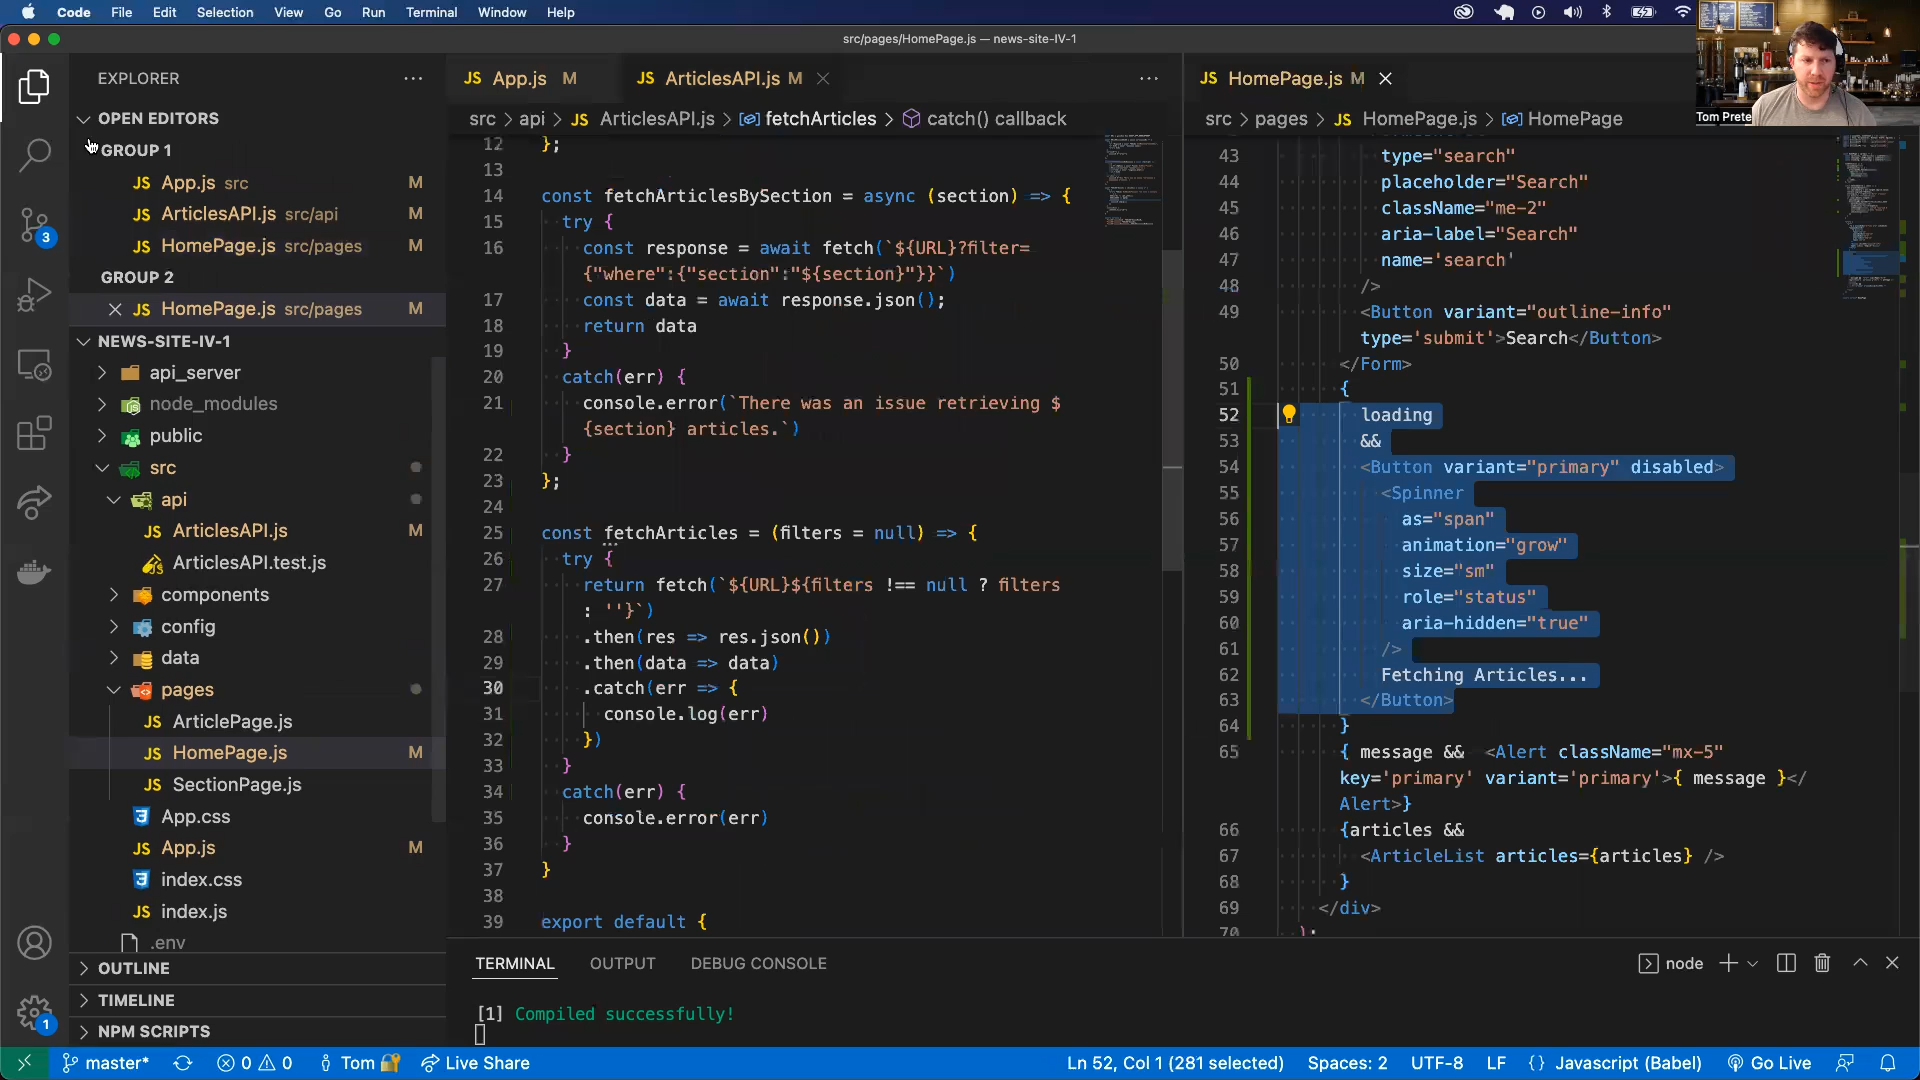 Code File Edit Selection View Go Run Terminal Window Help
src/pages/HomePage.js — news-site-IV-1
Tom Prete
EXPLORER
OPEN EDITORS
GROUP 1
App.js src M
ArticlesAPI.js src/api M
HomePage.js src/pages M
GROUP 2
HomePage.js src/pages M
NEWS-SITE-IV-1
api_server
node_modules
public
src
api
ArticlesAPI.js M
ArticlesAPI.test.js
components
config
data
pages
ArticlePage.js
HomePage.js M
SectionPage.js
App.css
App.js M
index.css
index.js
.env
OUTLINE
TIMELINE
NPM SCRIPTS
3
1
JS App.js M JS ArticlesAPI.js M
src > api > JS ArticlesAPI.js > fetchArticles > catch() callback
12 };
13
14 const fetchArticlesBySection = async (section) => {
15 try {
16 const response = await fetch(`${URL}?filter=
{"where":{"section":"${section}"}}`)
17 const data = await response.json();
18 return data
19 }
20 catch(err) {
21 console.error(`There was an issue retrieving $
{section} articles.`)
22 }
23 };
24
25 const fetchArticles = (filters = null) => {
26 try {
27 return fetch(`${URL}${filters !== null ? filters
: ''}`)
28 .then(res => res.json())
29 .then(data => data)
30 .catch(err => {
31 console.log(err)
32 })
33 }
34 catch(err) {
35 console.error(err)
36 }
37 }
38
39 export default {
JS HomePage.js M
src > pages > JS HomePage.js > HomePage
43 type="search"
44 placeholder="Search"
45 className="me-2"
46 aria-label="Search"
47 name='search'
48 />
49 <Button variant="outline-info"
type='submit'>Search</Button>
50 </Form>
51 {
52 loading
53 &&
54 <Button variant="primary" disabled>
55 <Spinner
56 as="span"
57 animation="grow"
58 size="sm"
59 role="status"
60 aria-hidden="true"
61 />
62 Fetching Articles...
63 </Button>
64 }
65 { message && <Alert className="mx-5"
key='primary' variant='primary'>{ message }</
Alert>}
66 {articles &&
67 <ArticleList articles={articles} />
68 }
69 </div>
70 );
TERMINAL OUTPUT DEBUG CONSOLE
node
[1] Compiled successfully!
master* 0 0 Tom Live Share
Ln 52, Col 1 (281 selected) Spaces: 2 UTF-8 LF {} Javascript (Babel) Go Live